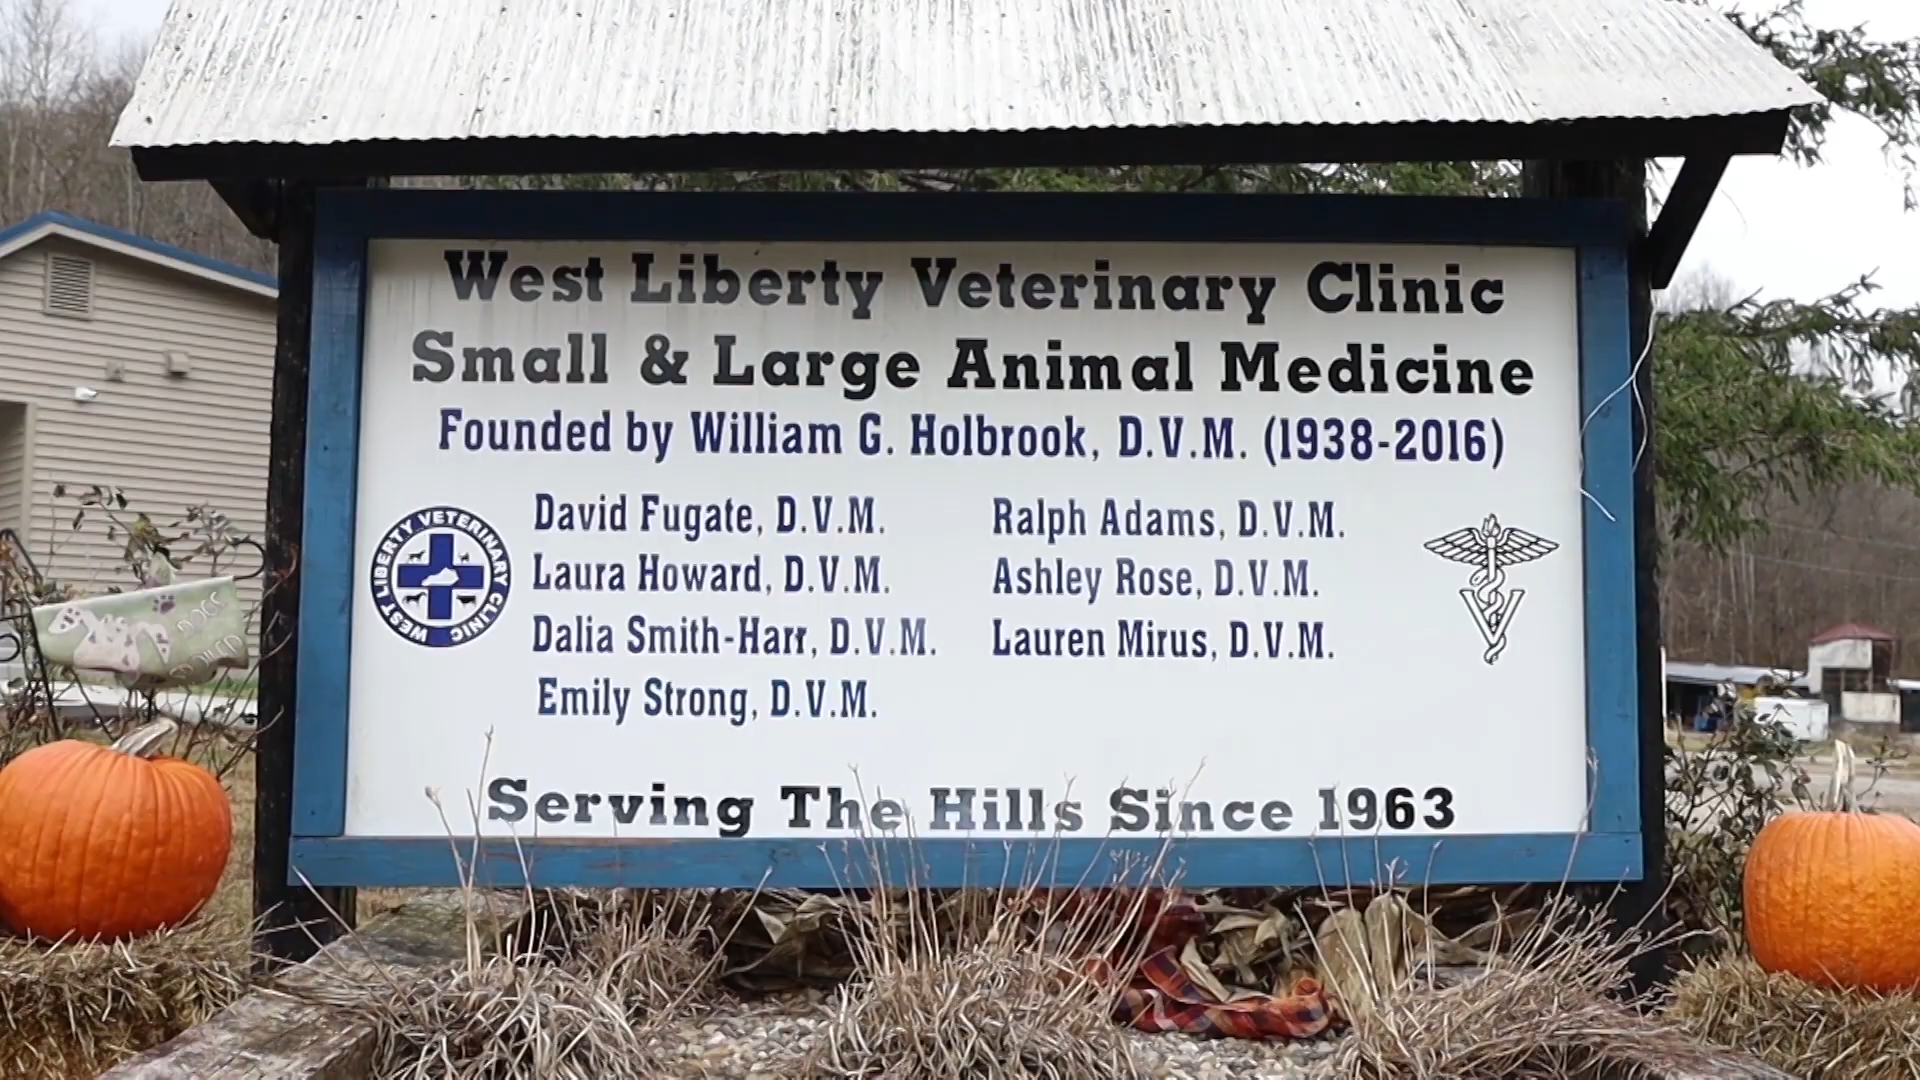 West Liberty Veterinary Clinic
Small & Large Animal Medicine
Founded by William G. Holbrook, D.V.M. (1938-2016)
David Fugate, D.V.M.
Laura Howard, D.V.M.
Dalia Smith-Harr, D.V.M.
Emily Strong, D.V.M.
Ralph Adams, D.V.M.
Ashley Rose, D.V.M.
Lauren Mirus, D.V.M.
WEST LIBERTY VETERINARY CLINIC
V
Serving The Hills Since 1963